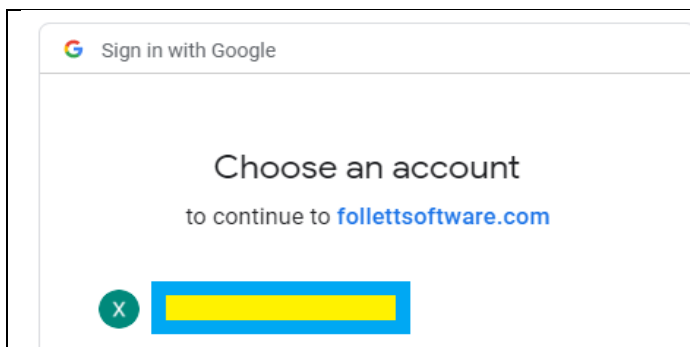 Sign in with Google
Choose an account
to continue to follettsoftware.com
X